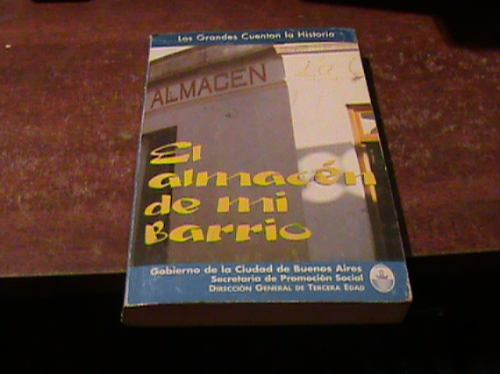 Los Grandes Cuentan la Historia
ALMACEN
El
almacén
de mi
Barrio
Gobierno de la Ciudad de Buenos Aires
Secretaria de Promoción Social
DIRECCIÓN GENERAL DE TERCERA EDAD